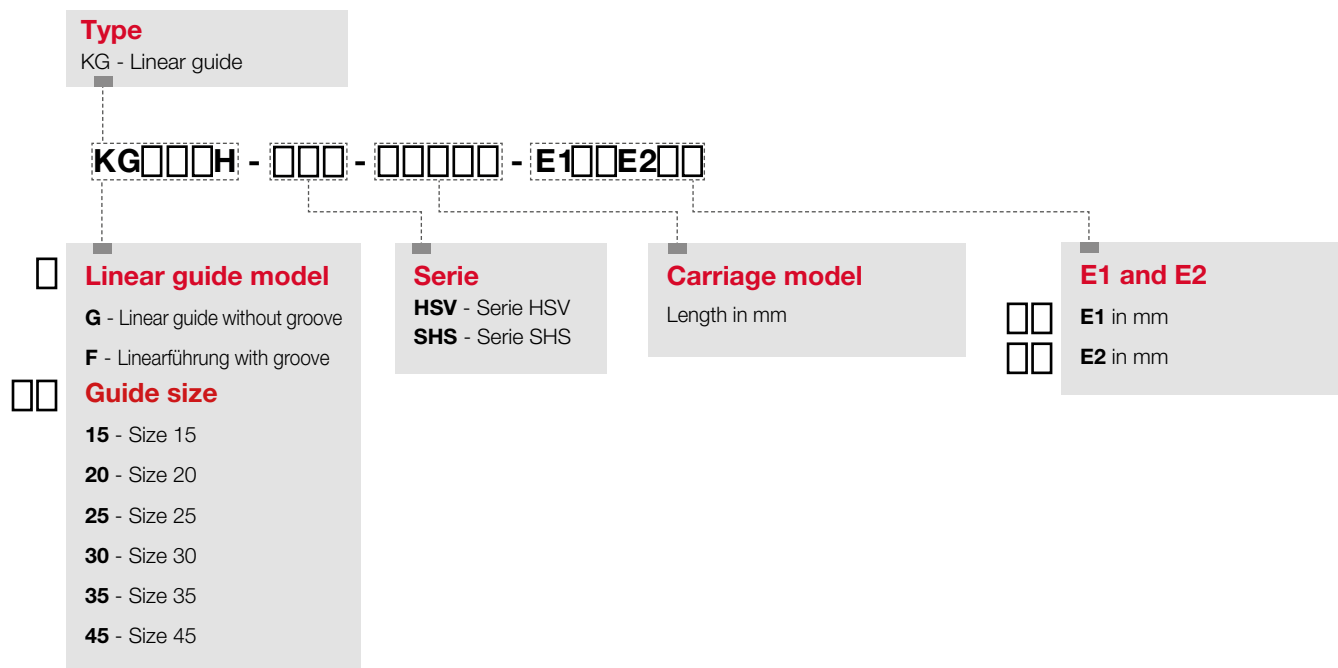 Type
KG - Linear guide
KG□□□H - □□□ - □□□□□ - E1□□E2□□
□ Linear guide model
G - Linear guide without groove
F - Linearführung with groove
□□ Guide size
15 - Size 15
20 - Size 20
25 - Size 25
30 - Size 30
35 - Size 35
45 - Size 45
Serie
HSV - Serie HSV
SHS - Serie SHS
Carriage model
Length in mm
E1 and E2
□□ E1 in mm
□□ E2 in mm